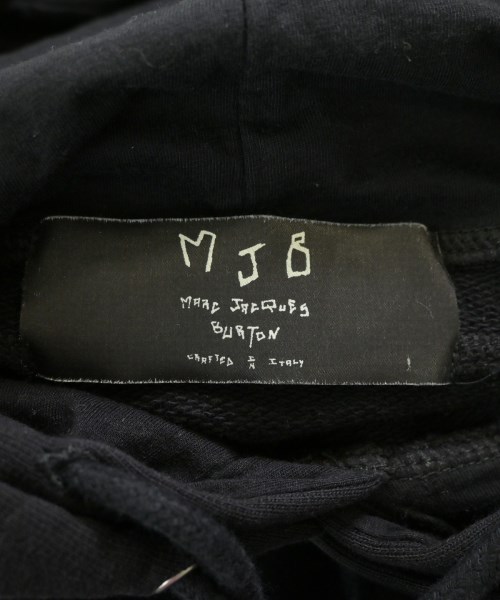 MJB
MARC JACQUES
BURTON
CRAFTED IN ITALY